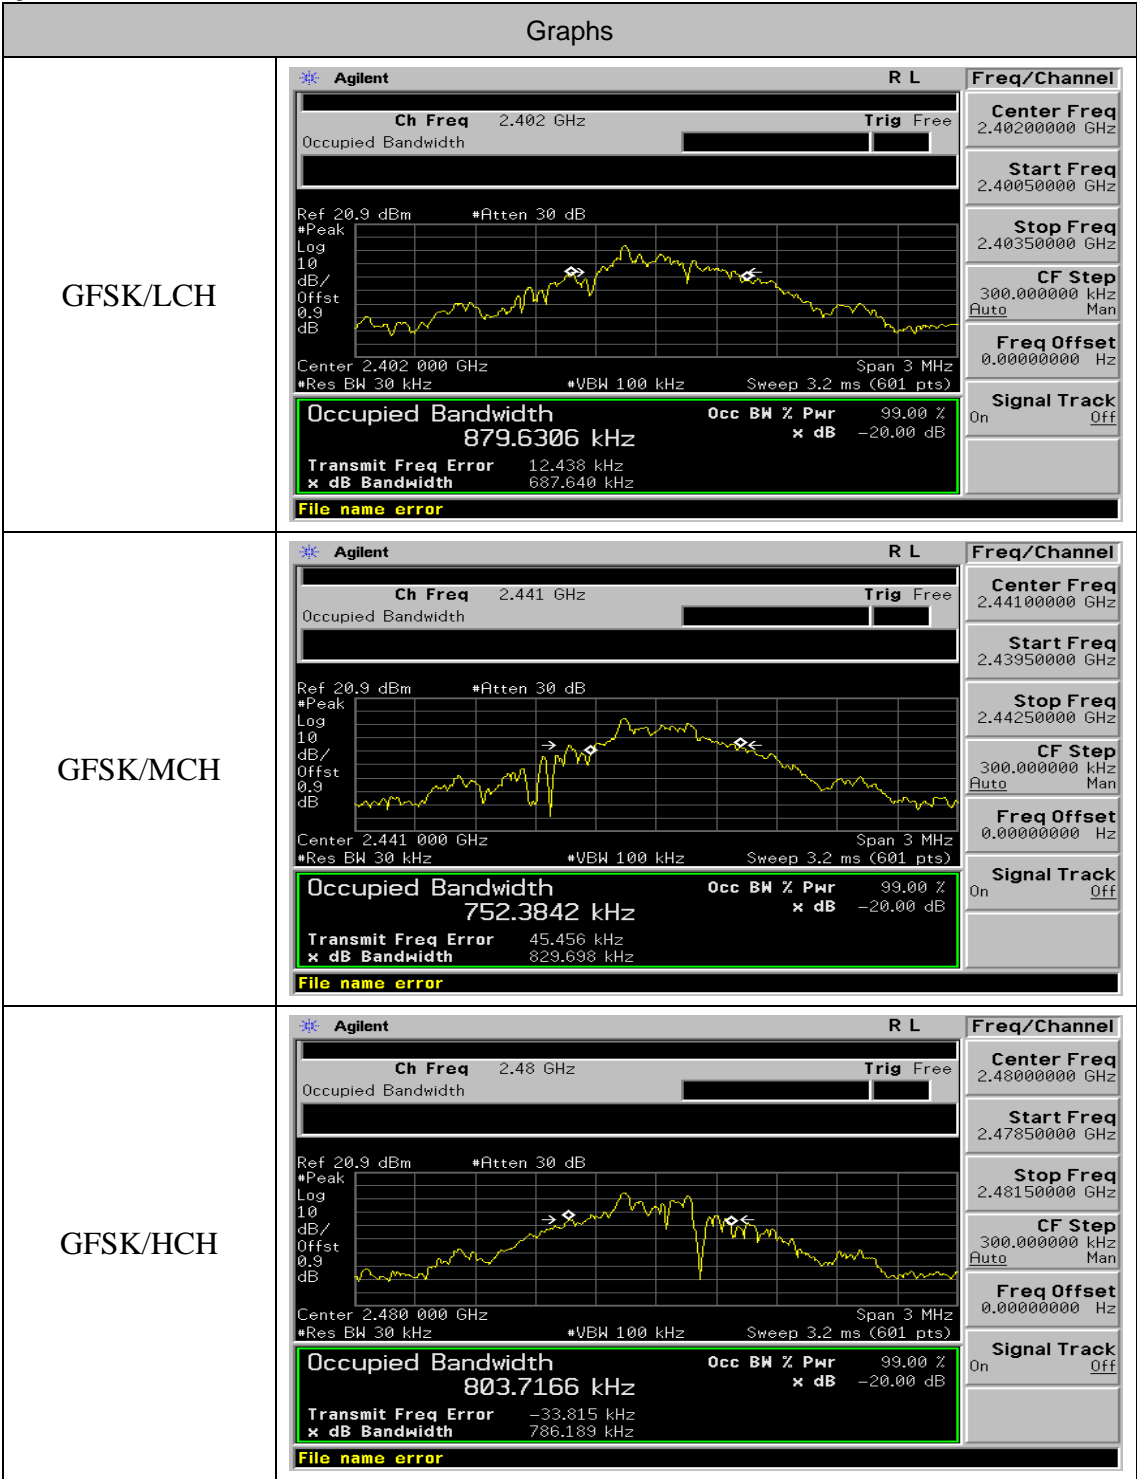 Graphs
GFSK/LCH
Agilent R L Freq/Channel
Ch Freq 2.402 GHz Trig Free
Occupied Bandwidth
Center Freq
2.40200000 GHz
Start Freq
2.40050000 GHz
Stop Freq
2.40350000 GHz
CF Step
300.000000 kHz
Auto Man
Freq Offset
0.00000000 Hz
Signal Track
On Off
Ref 20.9 dBm #Atten 30 dB
#Peak
Log
10
dB/
Offst
0.9
dB
Center 2.402 000 GHz Span 3 MHz
#Res BW 30 kHz #VBW 100 kHz Sweep 3.2 ms (601 pts)
Occupied Bandwidth Occ BW % Pwr 99.00 %
879.6306 kHz x dB -20.00 dB
Transmit Freq Error 12.438 kHz
x dB Bandwidth 687.640 kHz
File name error
GFSK/MCH
Agilent R L Freq/Channel
Ch Freq 2.441 GHz Trig Free
Occupied Bandwidth
Center Freq
2.44100000 GHz
Start Freq
2.43950000 GHz
Stop Freq
2.44250000 GHz
CF Step
300.000000 kHz
Auto Man
Freq Offset
0.00000000 Hz
Signal Track
On Off
Ref 20.9 dBm #Atten 30 dB
#Peak
Log
10
dB/
Offst
0.9
dB
Center 2.441 000 GHz Span 3 MHz
#Res BW 30 kHz #VBW 100 kHz Sweep 3.2 ms (601 pts)
Occupied Bandwidth Occ BW % Pwr 99.00 %
752.3842 kHz x dB -20.00 dB
Transmit Freq Error 45.456 kHz
x dB Bandwidth 829.698 kHz
File name error
GFSK/HCH
Agilent R L Freq/Channel
Ch Freq 2.48 GHz Trig Free
Occupied Bandwidth
Center Freq
2.48000000 GHz
Start Freq
2.47850000 GHz
Stop Freq
2.48150000 GHz
CF Step
300.000000 kHz
Auto Man
Freq Offset
0.00000000 Hz
Signal Track
On Off
Ref 20.9 dBm #Atten 30 dB
#Peak
Log
10
dB/
Offst
0.9
dB
Center 2.480 000 GHz Span 3 MHz
#Res BW 30 kHz #VBW 100 kHz Sweep 3.2 ms (601 pts)
Occupied Bandwidth Occ BW % Pwr 99.00 %
803.7166 kHz x dB -20.00 dB
Transmit Freq Error -33.815 kHz
x dB Bandwidth 786.189 kHz
File name error